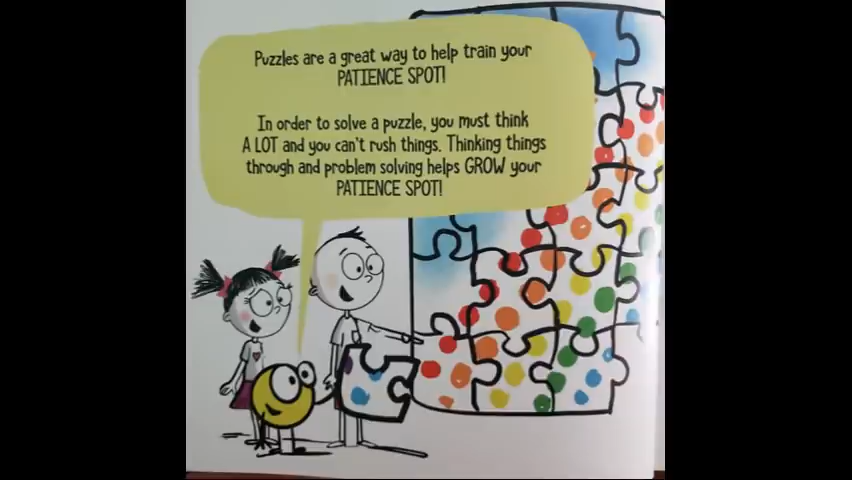 Puzzles are a great way to help train your
PATIENCE SPOT!
In order to solve a puzzle, you must think
A LOT and you can't rush things. Thinking things
through and problem solving helps GROW your
PATIENCE SPOT!